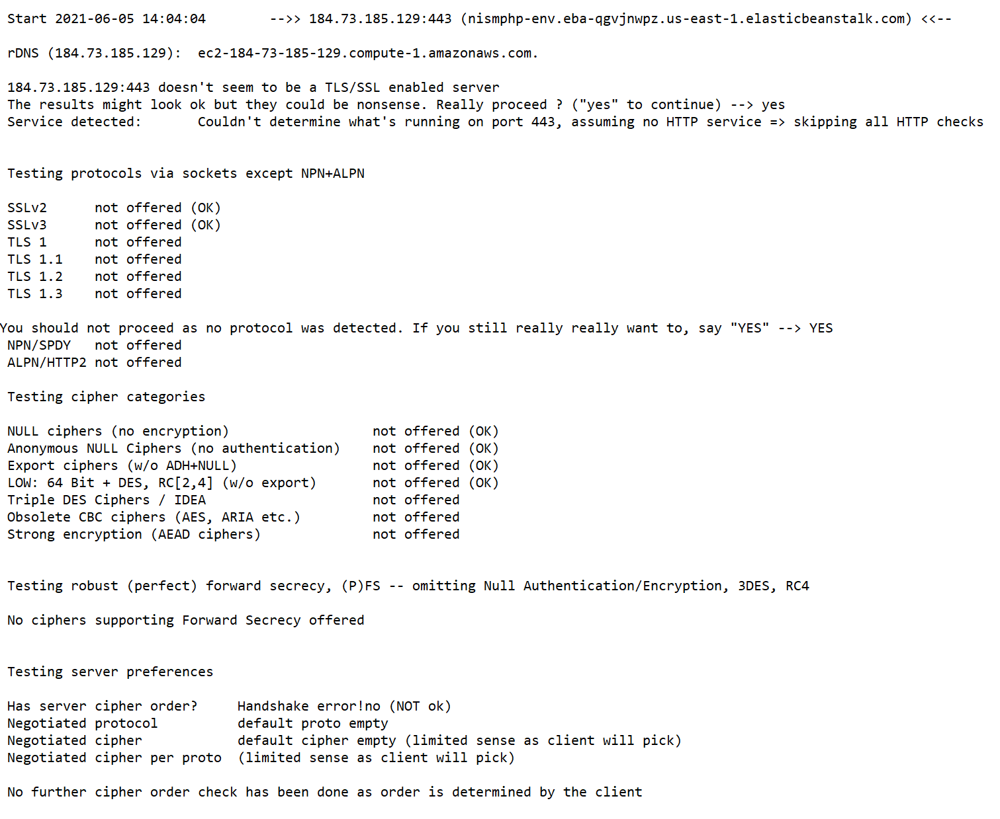 Start 2021-06-05 14:04:04        -->> 184.73.185.129:443 (nismphp-env.eba-qgvjnwpz.us-east-1.elasticbeanstalk.com) <<--
rDNS (184.73.185.129):  ec2-184-73-185-129.compute-1.amazonaws.com.
184.73.185.129:443 doesn't seem to be a TLS/SSL enabled server
The results might look ok but they could be nonsense. Really proceed ? ("yes" to continue) --> yes
Service detected:       Couldn't determine what's running on port 443, assuming no HTTP service => skipping all HTTP checks
Testing protocols via sockets except NPN+ALPN
SSLv2      not offered (OK)
SSLv3      not offered (OK)
TLS 1      not offered
TLS 1.1    not offered
TLS 1.2    not offered
TLS 1.3    not offered
You should not proceed as no protocol was detected. If you still really really want to, say "YES" --> YES
NPN/SPDY   not offered
ALPN/HTTP2 not offered
Testing cipher categories
NULL ciphers (no encryption)                  not offered (OK)
Anonymous NULL Ciphers (no authentication)    not offered (OK)
Export ciphers (w/o ADH+NULL)                 not offered (OK)
LOW: 64 Bit + DES, RC[2,4] (w/o export)       not offered (OK)
Triple DES Ciphers / IDEA                     not offered
Obsolete CBC ciphers (AES, ARIA etc.)         not offered
Strong encryption (AEAD ciphers)              not offered
Testing robust (perfect) forward secrecy, (P)FS -- omitting Null Authentication/Encryption, 3DES, RC4
No ciphers supporting Forward Secrecy offered
Testing server preferences
Has server cipher order?     Handshake error!no (NOT ok)
Negotiated protocol          default proto empty
Negotiated cipher            default cipher empty (limited sense as client will pick)
Negotiated cipher per proto  (limited sense as client will pick)
No further cipher order check has been done as order is determined by the client